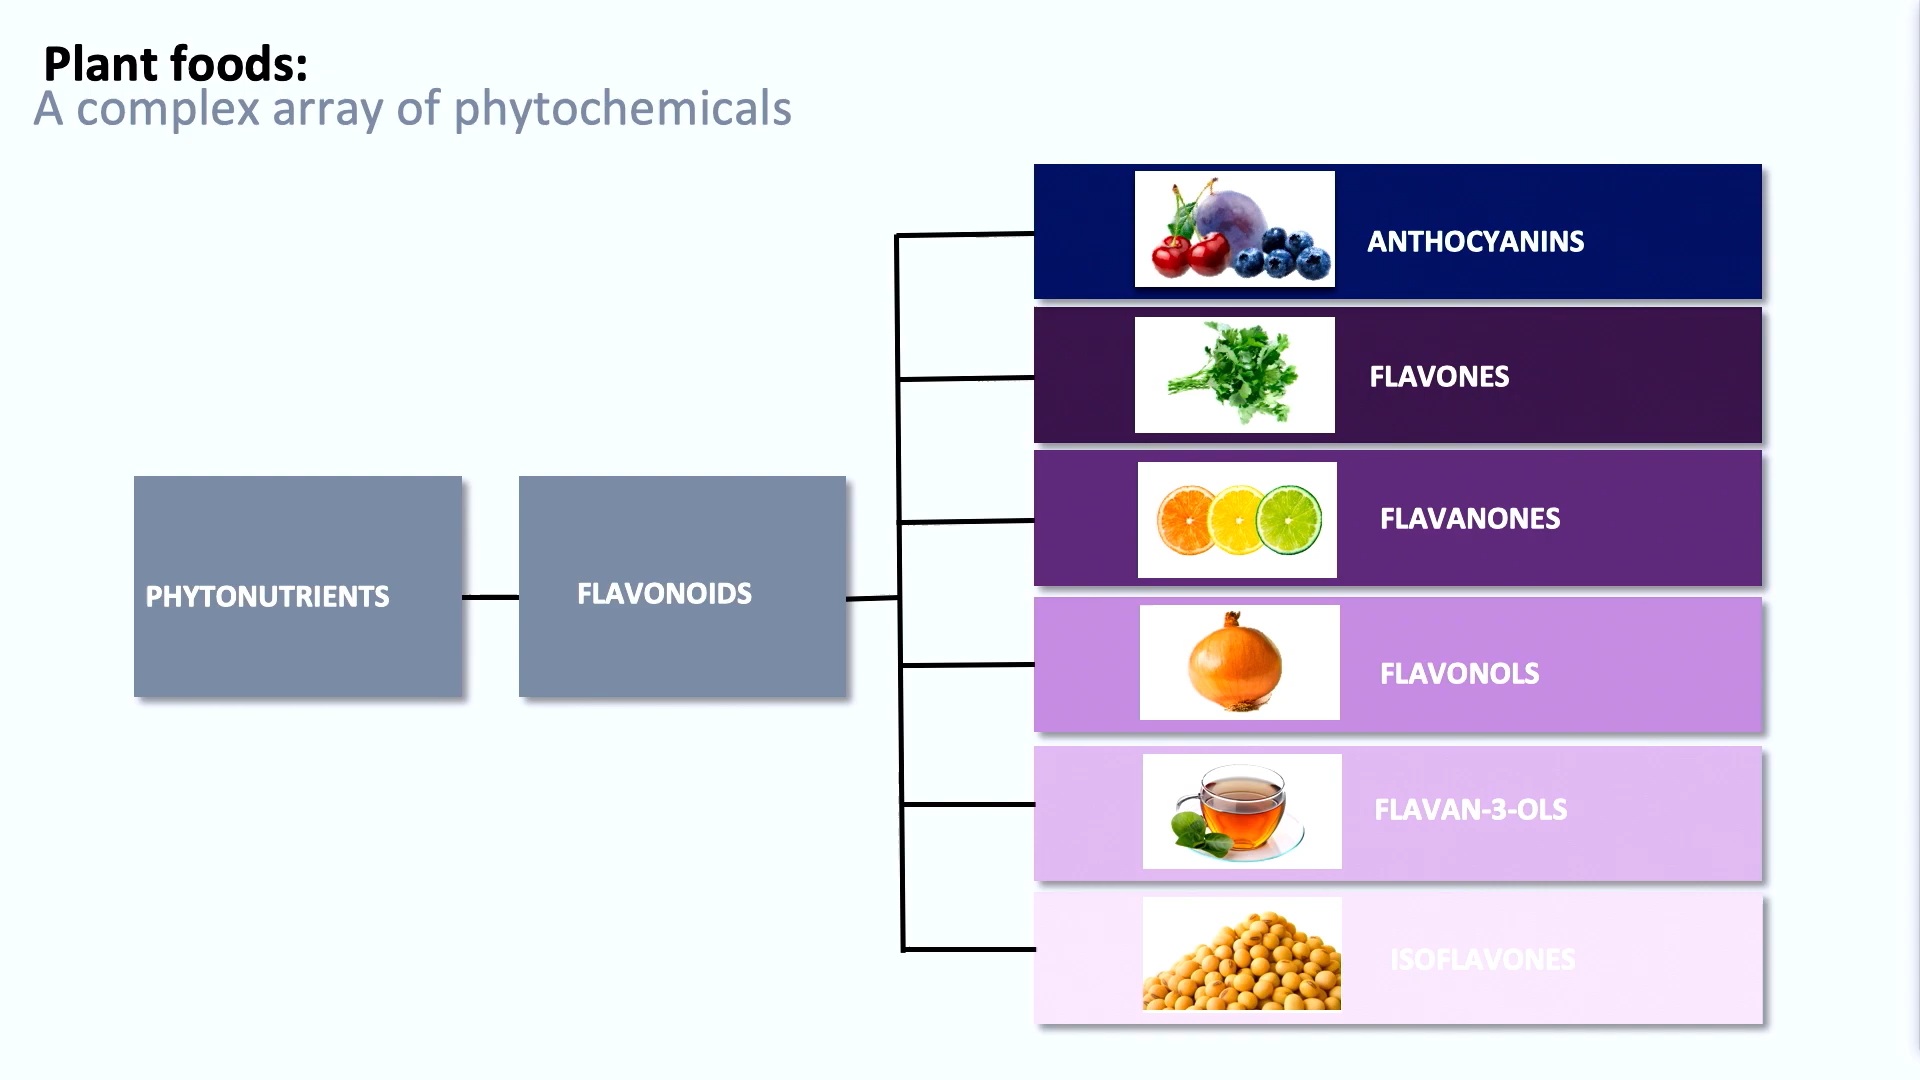 Plant foods:
A complex array of phytochemicals
PHYTONUTRIENTS
FLAVONOIDS
ANTHOCYANINS
FLAVONES
FLAVANONES
FLAVONOLS
FLAVAN-3-OLS
ISOFLAVONES